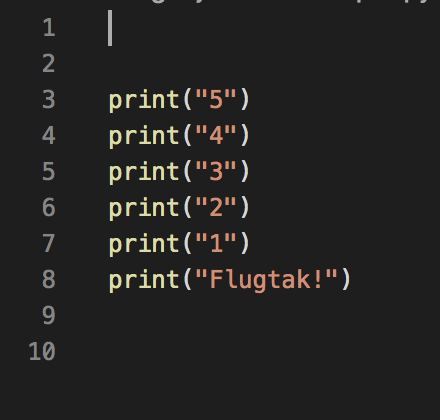 1
2
3 print("5")
4 print("4")
5 print("3")
6 print("2")
7 print("1")
8 print("Flugtak!")
9
10